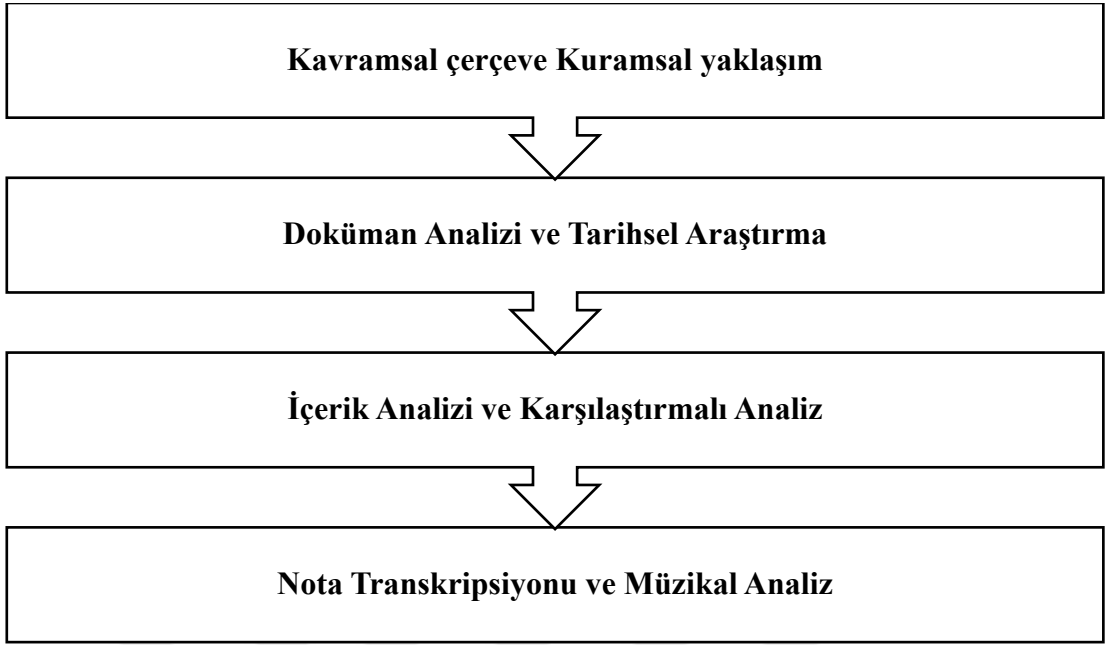 Kavramsal çerçeve Kuramsal yaklaşım
Doküman Analizi ve Tarihsel Araştırma
İçerik Analizi ve Karşılaştırmalı Analiz
Nota Transkripsiyonu ve Müzikal Analiz